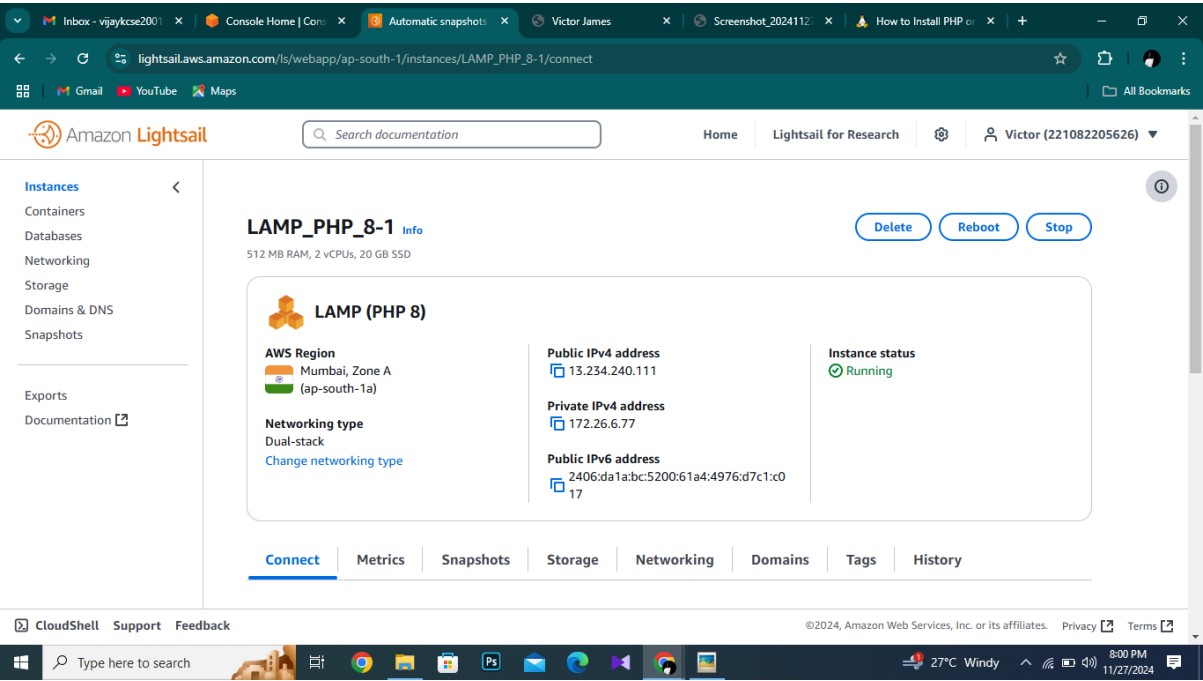 Inbox - vijaykcse2001
Console Home | Cons
Automatic snapshots
Victor James
Screenshot_20241127
How to Install PHP or
lightsail.aws.amazon.com/ls/webapp/ap-south-1/instances/LAMP_PHP_8-1/connect
Gmail
YouTube
Maps
All Bookmarks
Amazon Lightsail
Search documentation
Home
Lightsail for Research
Victor (221082205626)
Instances
Containers
Databases
Networking
Storage
Domains & DNS
Snapshots
Exports
Documentation
LAMP_PHP_8-1 Info
512 MB RAM, 2 vCPUs, 20 GB SSD
Delete
Reboot
Stop
LAMP (PHP 8)
AWS Region
Mumbai, Zone A
(ap-south-1a)
Networking type
Dual-stack
Change networking type
Public IPv4 address
13.234.240.111
Private IPv4 address
172.26.6.77
Public IPv6 address
2406:da1a:bc:5200:61a4:4976:d7c1:c0
17
Instance status
Running
Connect
Metrics
Snapshots
Storage
Networking
Domains
Tags
History
CloudShell
Support
Feedback
©2024, Amazon Web Services, Inc. or its affiliates.
Privacy
Terms
Type here to search
Ps
27°C Windy
8:00 PM
11/27/2024